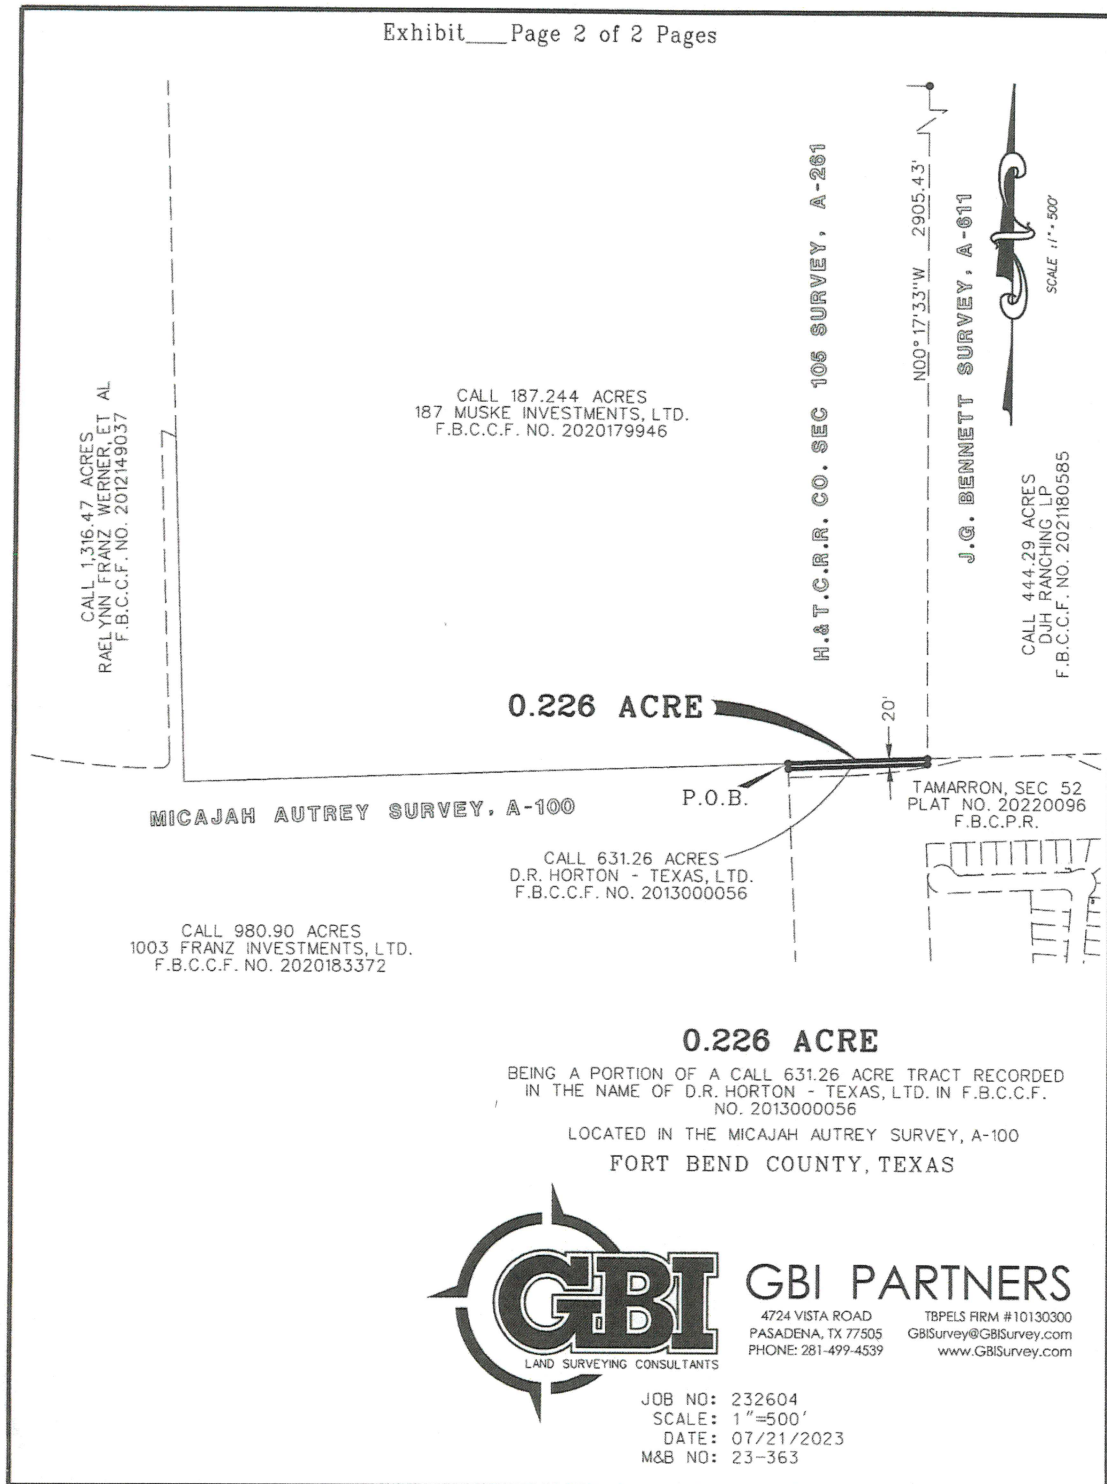 Exhibit___Page 2 of 2 Pages
H.&T.C.R.R. CO. SEC 105 SURVEY, A-261
N00°17'33"W 2905.43'
J.G. BENNETT SURVEY, A-611
SCALE : 1" = 500'
CALL 187.244 ACRES
187 MUSKE INVESTMENTS, LTD.
F.B.C.C.F. NO. 2020179946
CALL 1,316.47 ACRES
RAELYNN FRANZ WERNER, ET AL
F.B.C.C.F. NO. 2012149037
CALL 444.29 ACRES
DJH RANCHING LP
F.B.C.C.F. NO. 2021180585
0.226 ACRE
20'
P.O.B.
MICAJAH AUTREY SURVEY, A-100
TAMARRON, SEC 52
PLAT NO. 20220096
F.B.C.P.R.
CALL 631.26 ACRES
D.R. HORTON - TEXAS, LTD.
F.B.C.C.F. NO. 2013000056
CALL 980.90 ACRES
1003 FRANZ INVESTMENTS, LTD.
F.B.C.C.F. NO. 2020183372
0.226 ACRE
BEING A PORTION OF A CALL 631.26 ACRE TRACT RECORDED
IN THE NAME OF D.R. HORTON - TEXAS, LTD. IN F.B.C.C.F.
NO. 2013000056
LOCATED IN THE MICAJAH AUTREY SURVEY, A-100
FORT BEND COUNTY, TEXAS
GBI
LAND SURVEYING CONSULTANTS
GBI PARTNERS
4724 VISTA ROAD
PASADENA, TX 77505
PHONE: 281-499-4539
TBPELS FIRM #10130300
GBISurvey@GBISurvey.com
www.GBISurvey.com
JOB NO: 232604
SCALE: 1"=500'
DATE: 07/21/2023
M&B NO: 23-363